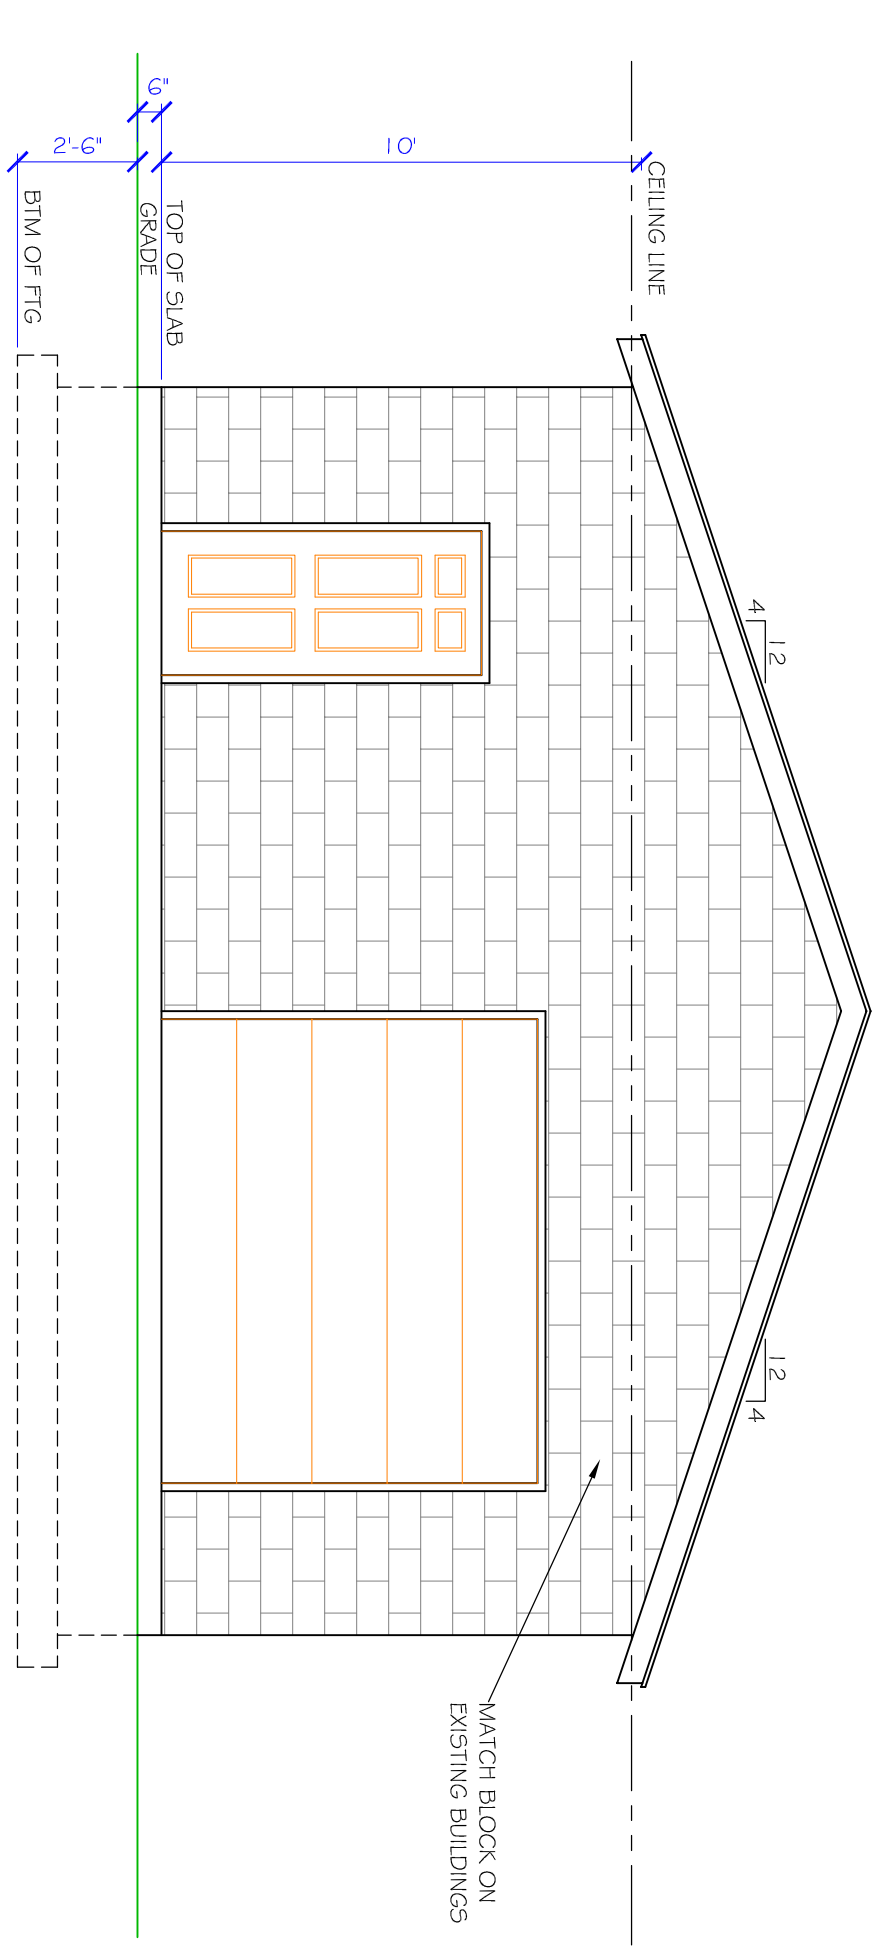 12
4
12
4
CEILING LINE
10'
6"
2'-6"
TOP OF SLAB
GRADE
BTM OF FTG
MATCH BLOCK ON
EXISTING BUILDINGS